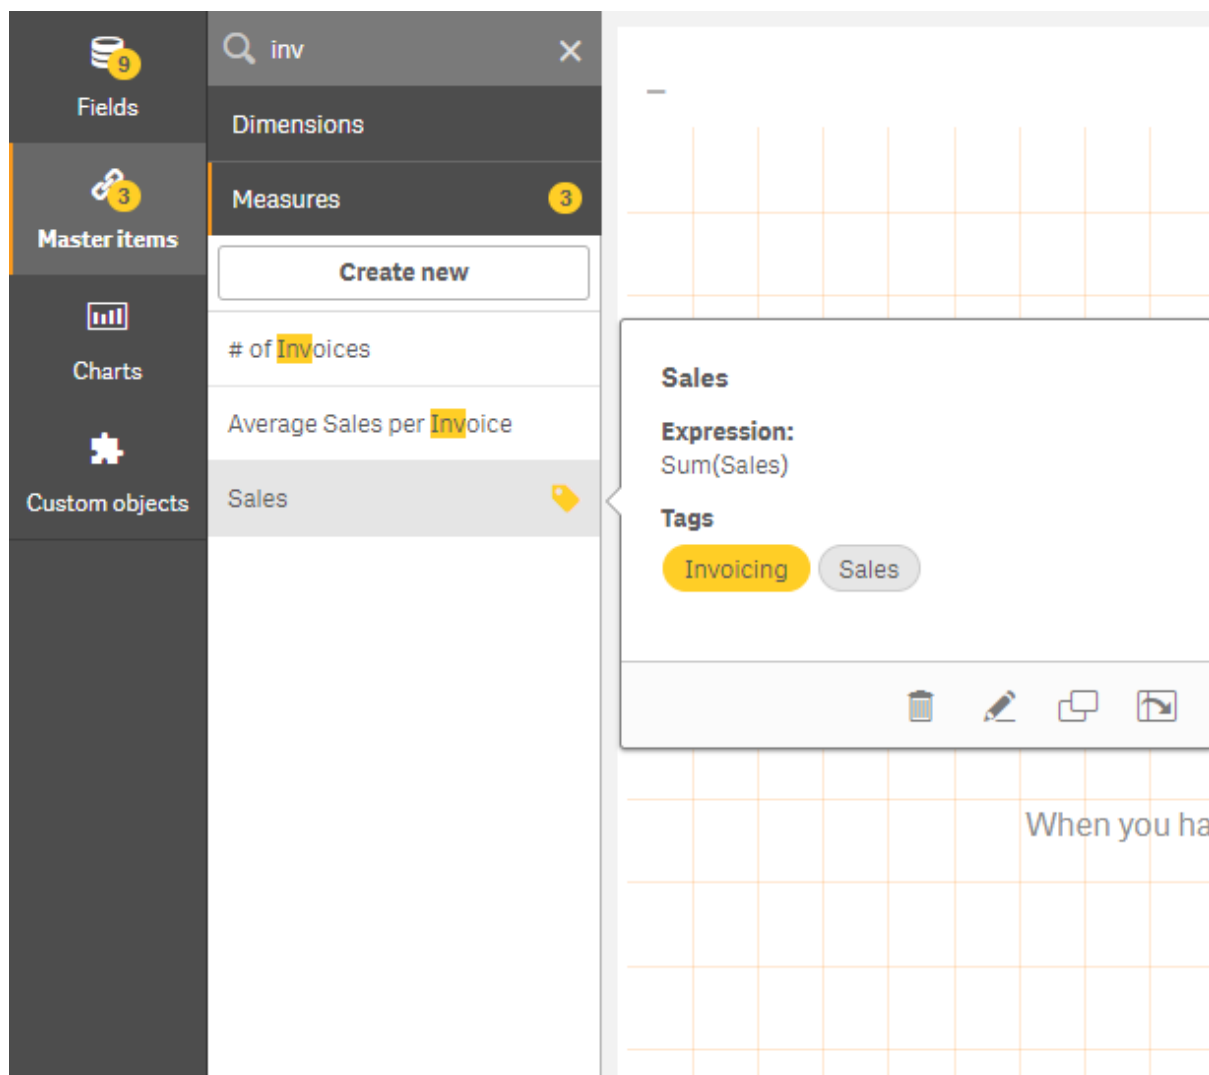 9
Fields
3
Master items
Charts
Custom objects
inv
Dimensions
Measures 3
Create new
# of Invoices
Average Sales per Invoice
Sales
Sales
Expression:
Sum(Sales)
Tags
Invoicing Sales
When you ha